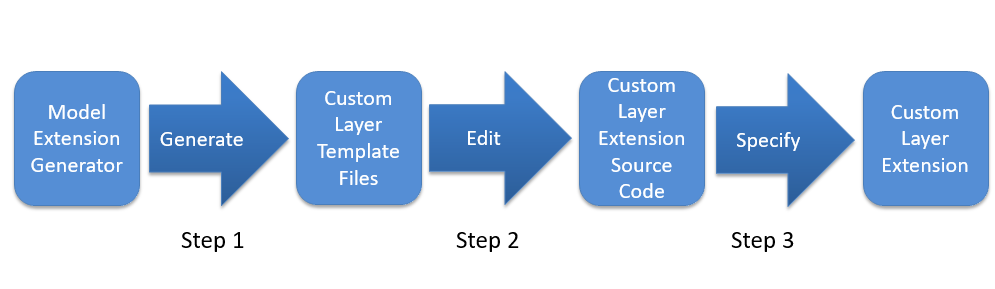 Model
Extension
Generator
Generate
Custom
Layer
Template
Files
Edit
Custom
Layer
Extension
Source
Code
Specify
Custom
Layer
Extension
Step 1
Step 2
Step 3